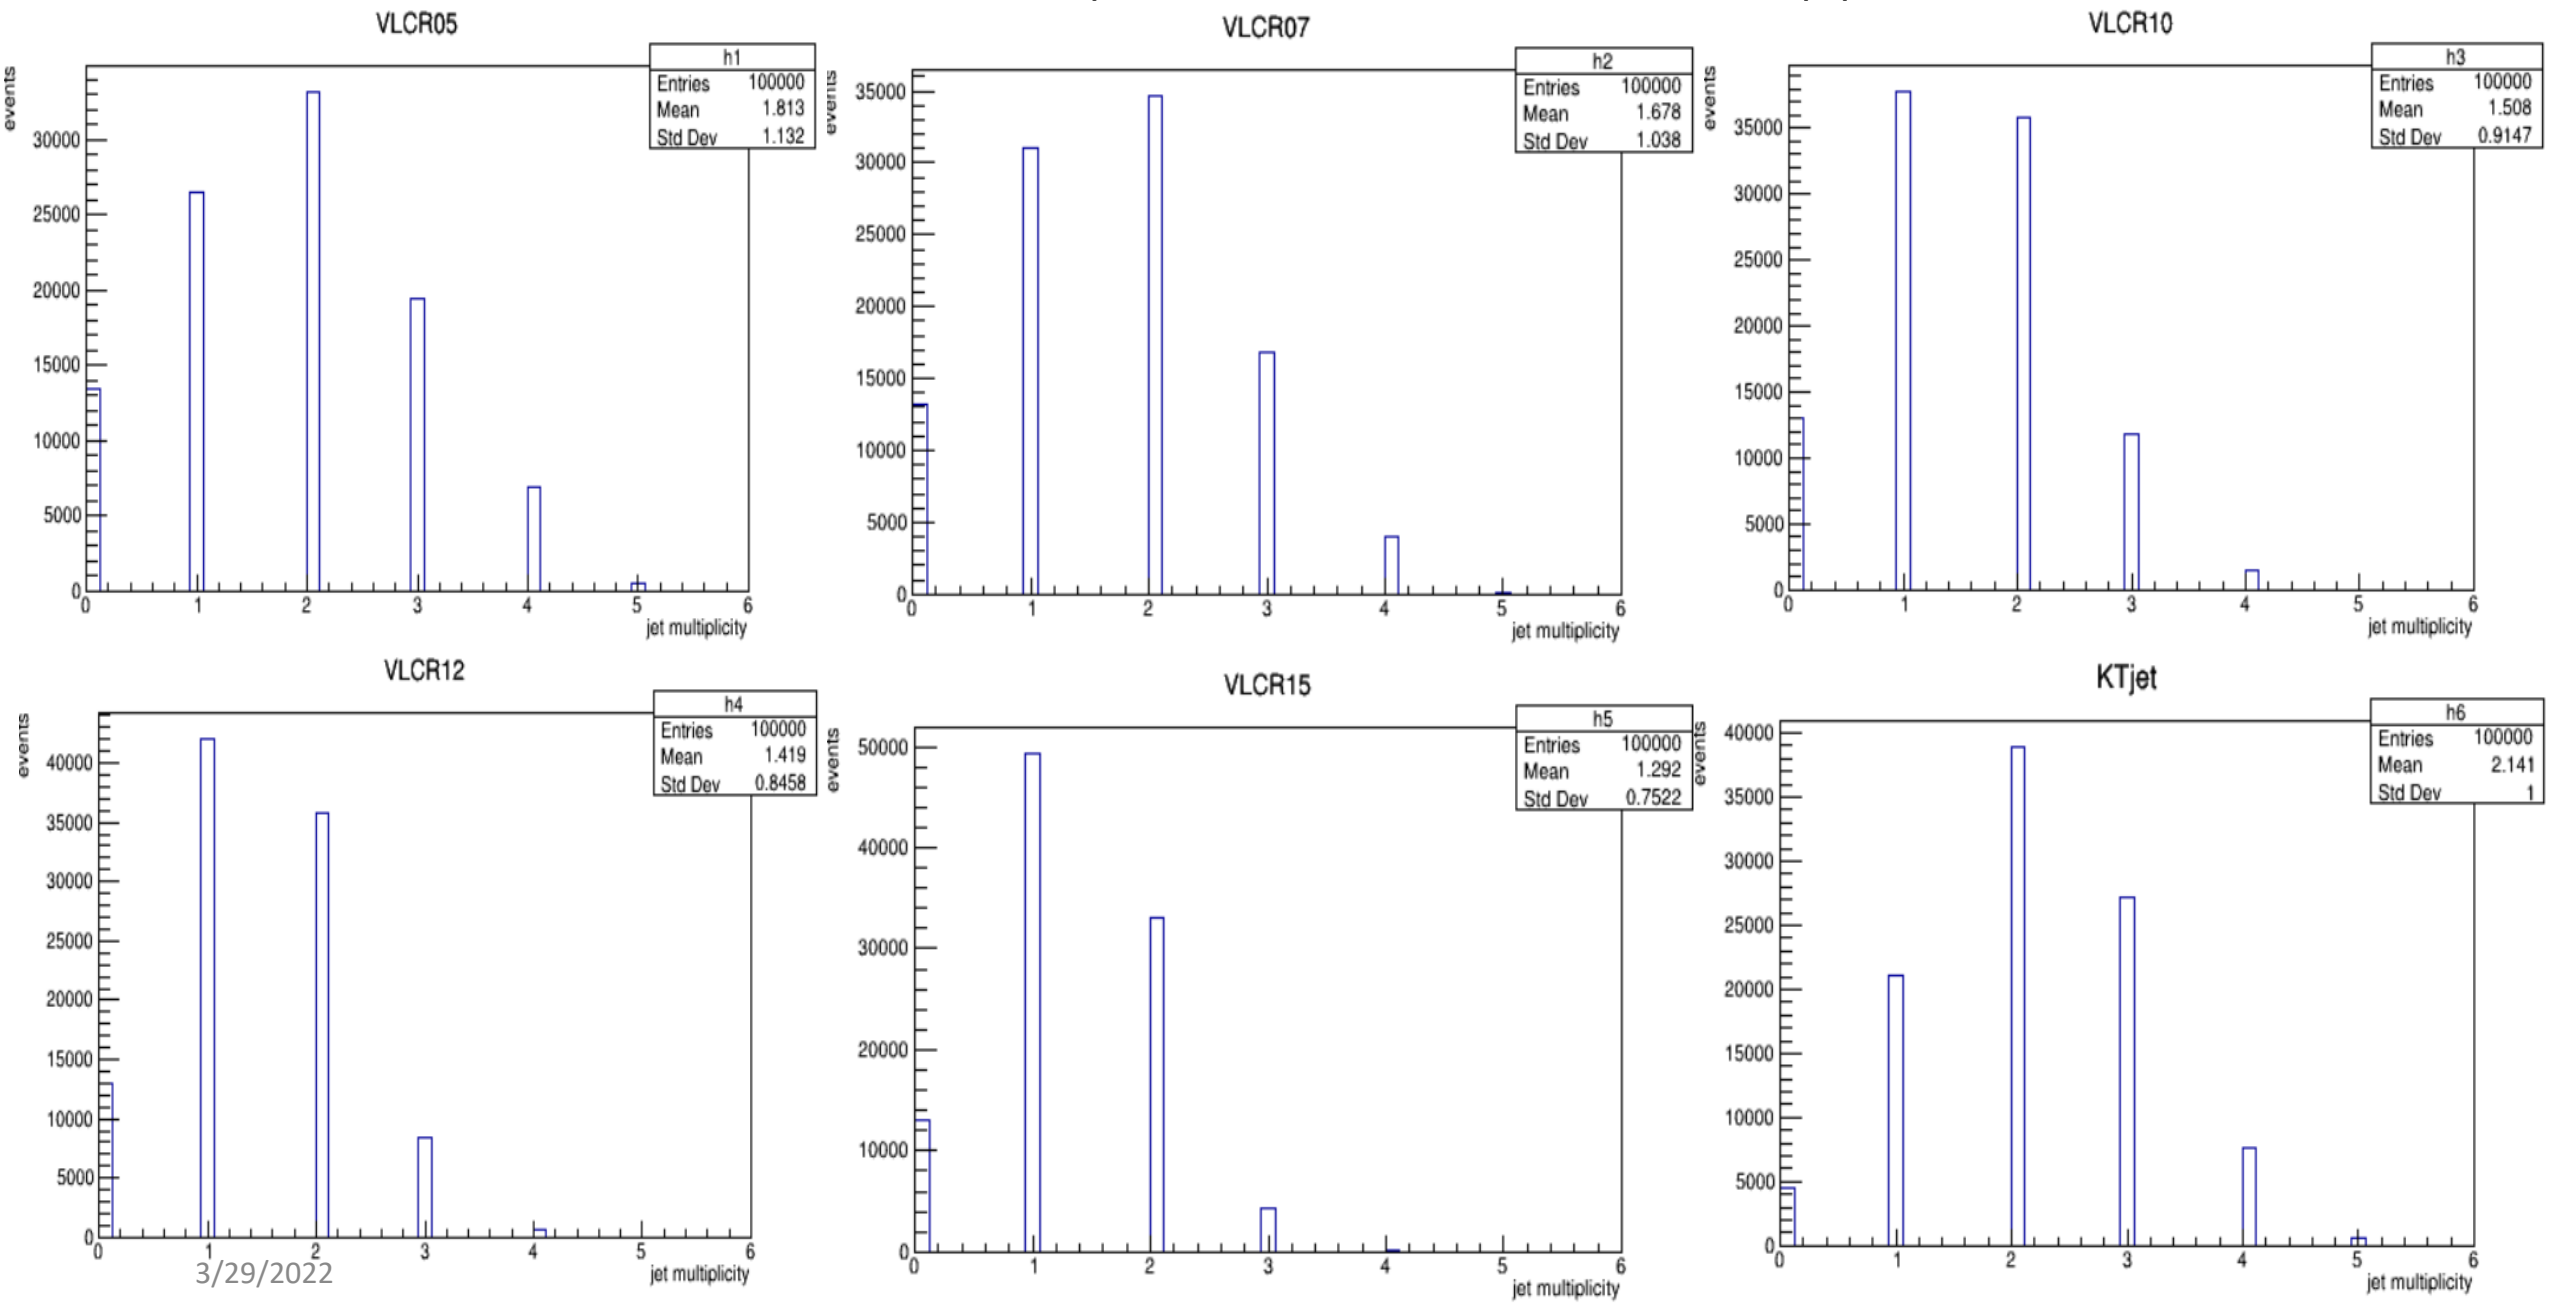 VLCR05
h1
Entries 100000
Mean 1.813
Std Dev 1.132
events
30000
25000
20000
15000
10000
5000
0
0 1 2 3 4 5 6
jet multiplicity
VLCR07
h2
Entries 100000
Mean 1.678
Std Dev 1.038
events
35000
30000
25000
20000
15000
10000
5000
0
0 1 2 3 4 5 6
jet multiplicity
VLCR10
h3
Entries 100000
Mean 1.508
Std Dev 0.9147
events
35000
30000
25000
20000
15000
10000
5000
0
0 1 2 3 4 5 6
jet multiplicity
VLCR12
h4
Entries 100000
Mean 1.419
Std Dev 0.8458
events
40000
35000
30000
25000
20000
15000
10000
5000
0
0 1 2 3 4 5 6
jet multiplicity
3/29/2022
VLCR15
h5
Entries 100000
Mean 1.292
Std Dev 0.7522
events
50000
40000
30000
20000
10000
0
0 1 2 3 4 5 6
jet multiplicity
KTjet
h6
Entries 100000
Mean 2.141
Std Dev 1
events
40000
35000
30000
25000
20000
15000
10000
5000
0
0 1 2 3 4 5 6
jet multiplicity